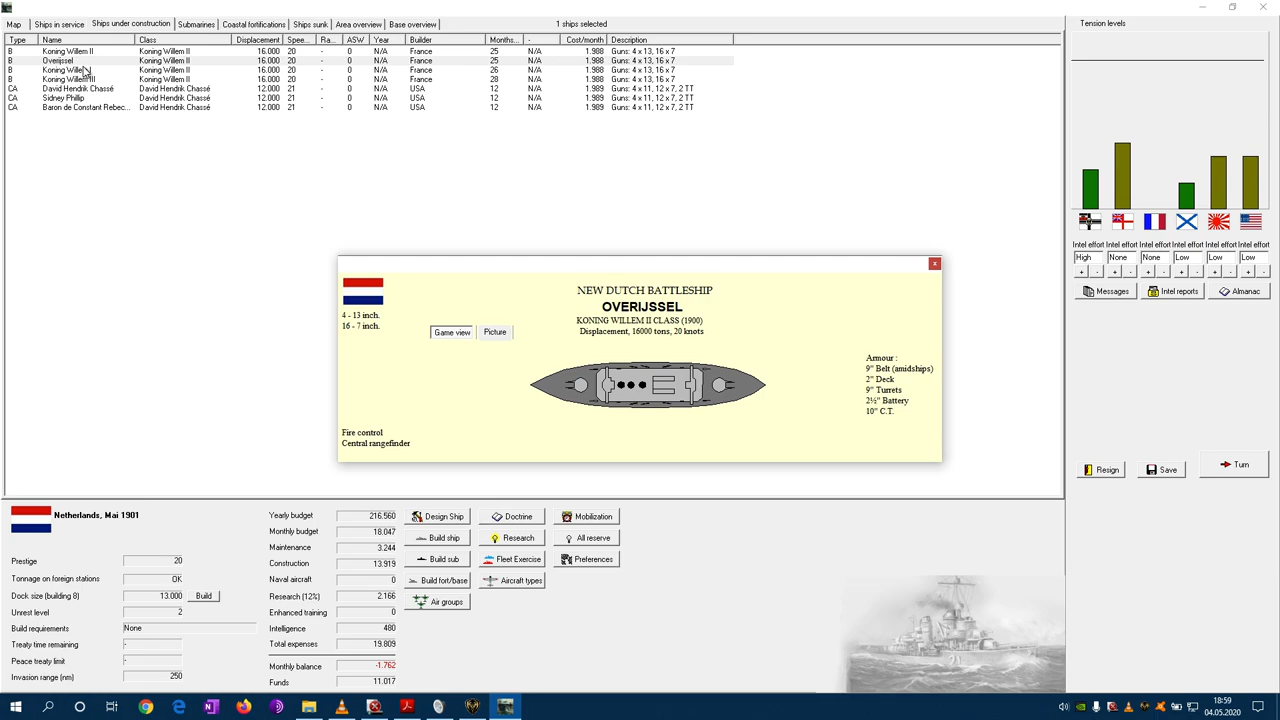 Map Ships in service Ships under construction Submarines Coastal fortifications Ships sunk Area overview Base overview 1 ships selected
Tension levels
Type Name Class Displacement Spee... Ra... ASW Year Builder Months... - Cost/month Description
B Koning Willem II Koning Willem II 16.000 20 - 0 N/A France 25 N/A 1.988 Guns: 4 x 13, 16 x 7
B Overijssel Koning Willem II 16.000 20 - 0 N/A France 25 N/A 1.988 Guns: 4 x 13, 16 x 7
B Koning Willem I Koning Willem II 16.000 20 - 0 N/A France 26 N/A 1.988 Guns: 4 x 13, 16 x 7
B Koning Willem III Koning Willem II 16.000 20 - 0 N/A France 28 N/A 1.988 Guns: 4 x 13, 16 x 7
CA David Hendrik Chassé David Hendrik Chassé 12.000 21 - 0 N/A USA 12 N/A 1.989 Guns: 4 x 11, 12 x 7, 2 TT
CA Sidney Phillip David Hendrik Chassé 12.000 21 - 0 N/A USA 12 N/A 1.989 Guns: 4 x 11, 12 x 7, 2 TT
CA Baron de Constant Rebec... David Hendrik Chassé 12.000 21 - 0 N/A USA 12 N/A 1.989 Guns: 4 x 11, 12 x 7, 2 TT
Intel effort Intel effort Intel effort Intel effort Intel effort Intel effort
High None None Low Low Low
+ - + - + - + - + - + -
Messages Intel reports Almanac
Resign Save Turn
x
NEW DUTCH BATTLESHIP
OVERIJSSEL
KONING WILLEM II CLASS (1900)
Displacement, 16000 tons, 20 knots
4 - 13 inch.
16 - 7 inch.
Game view Picture
Armour :
9" Belt (amidships)
2" Deck
9" Turrets
2½" Battery
10" C.T.
Fire control
Central rangefinder
Netherlands, Mai 1901
Prestige 20
Tonnage on foreign stations OK
Dock size (building 8) 13.000 Build
Unrest level 2
Build requirements None
Treaty time remaining -
Peace treaty limit -
Invasion range (nm) 250
Yearly budget 216.560
Monthly budget 18.047
Maintenance 3.244
Construction 13.919
Naval aircraft 0
Research (12%) 2.166
Enhanced training 0
Intelligence 480
Total expenses 19.809
Monthly balance -1.762
Funds 11.017
Design Ship Doctrine Mobilization
Build ship Research All reserve
Build sub Fleet Exercise Preferences
Build fort/base Aircraft types
Air groups
18:59
04.05.2020